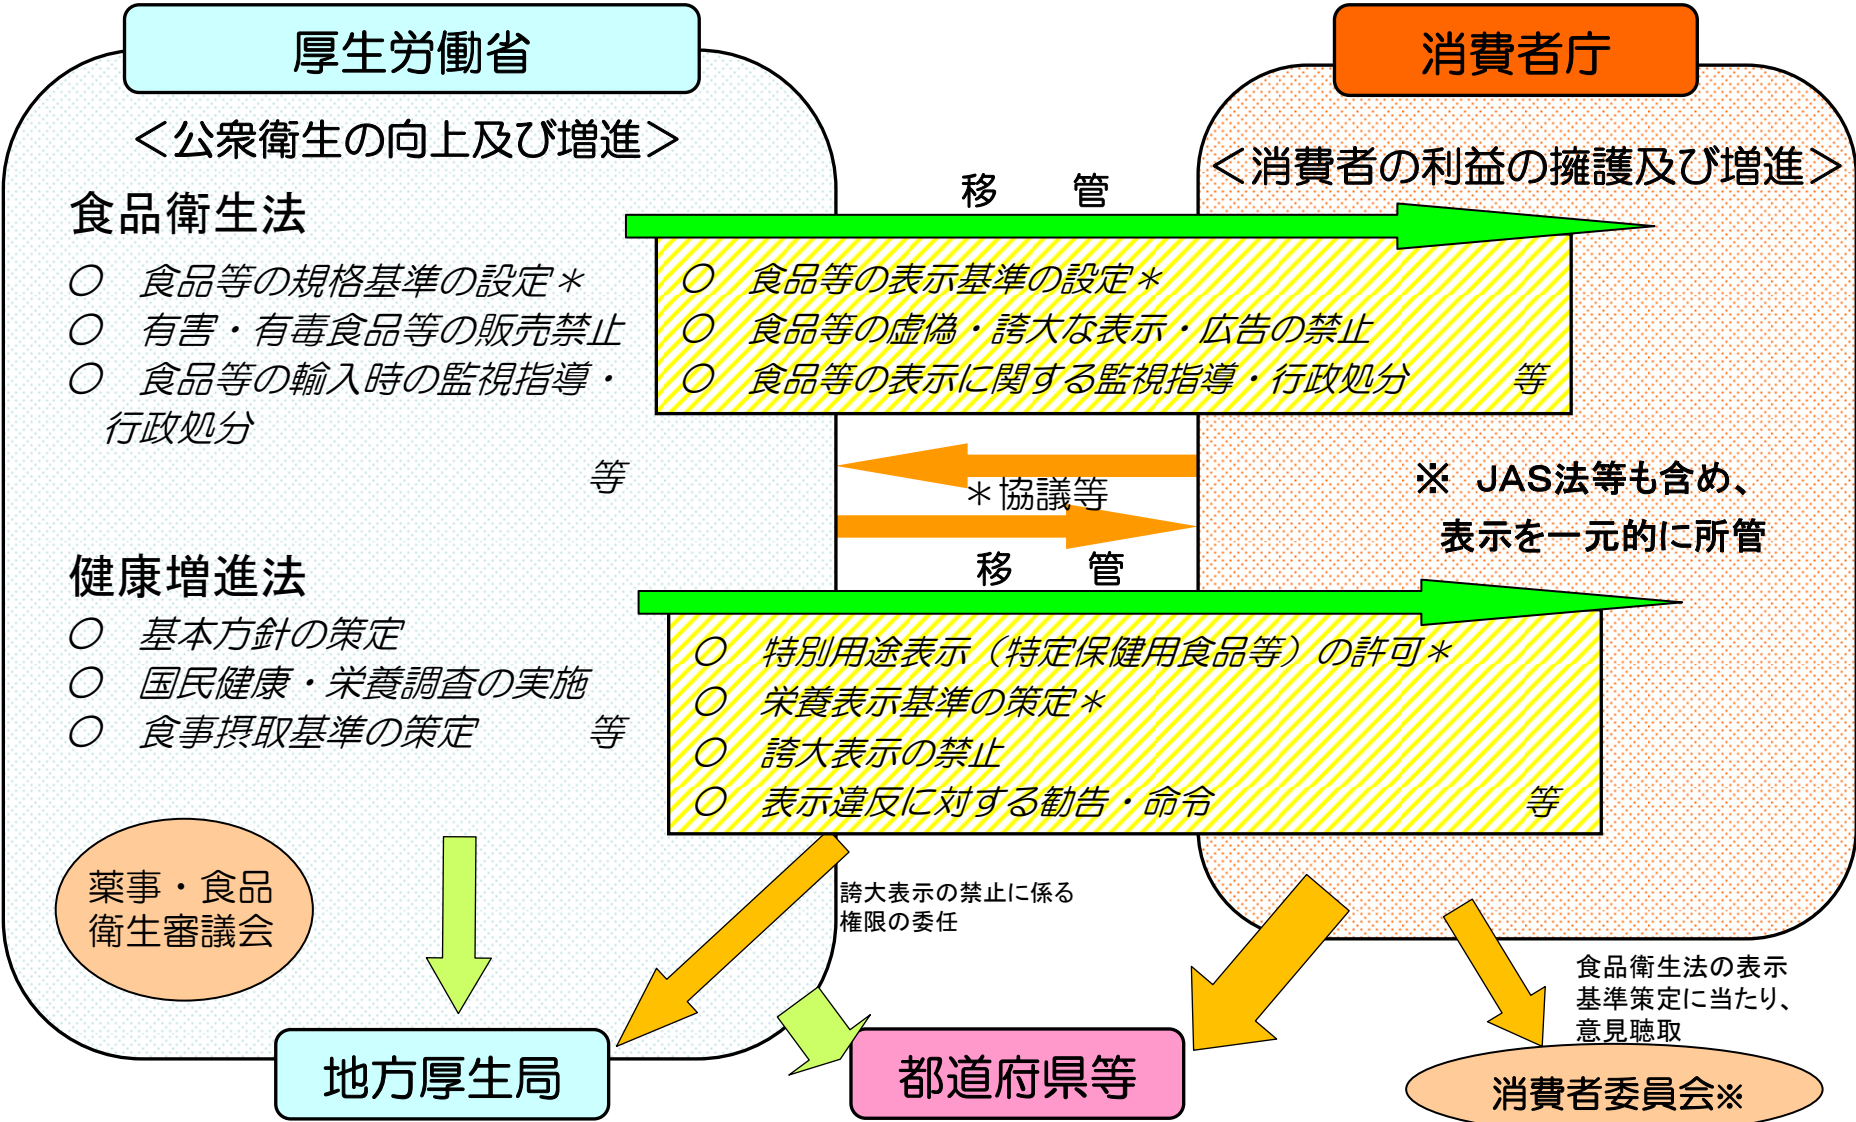 厚生労働省
＜公衆衛生の向上及び増進＞
食品衛生法
○　食品等の規格基準の設定＊
○　有害・有毒食品等の販売禁止
○　食品等の輸入時の監視指導・
行政処分
等
健康増進法
○　基本方針の策定
○　国民健康・栄養調査の実施
○　食事摂取基準の策定　　　等
薬事・食品
衛生審議会
移　管
○　食品等の表示基準の設定＊
○　食品等の虚偽・誇大な表示・広告の禁止
○　食品等の表示に関する監視指導・行政処分　　　等
＊協議等
移　管
○　特別用途表示（特定保健用食品等）の許可＊
○　栄養表示基準の策定＊
○　誇大表示の禁止
○　表示違反に対する勧告・命令　　　等
消費者庁
＜消費者の利益の擁護及び増進＞
※　JAS法等も含め、
表示を一元的に所管
誇大表示の禁止に係る
権限の委任
食品衛生法の表示
基準策定に当たり、
意見聴取
地方厚生局
都道府県等
消費者委員会※